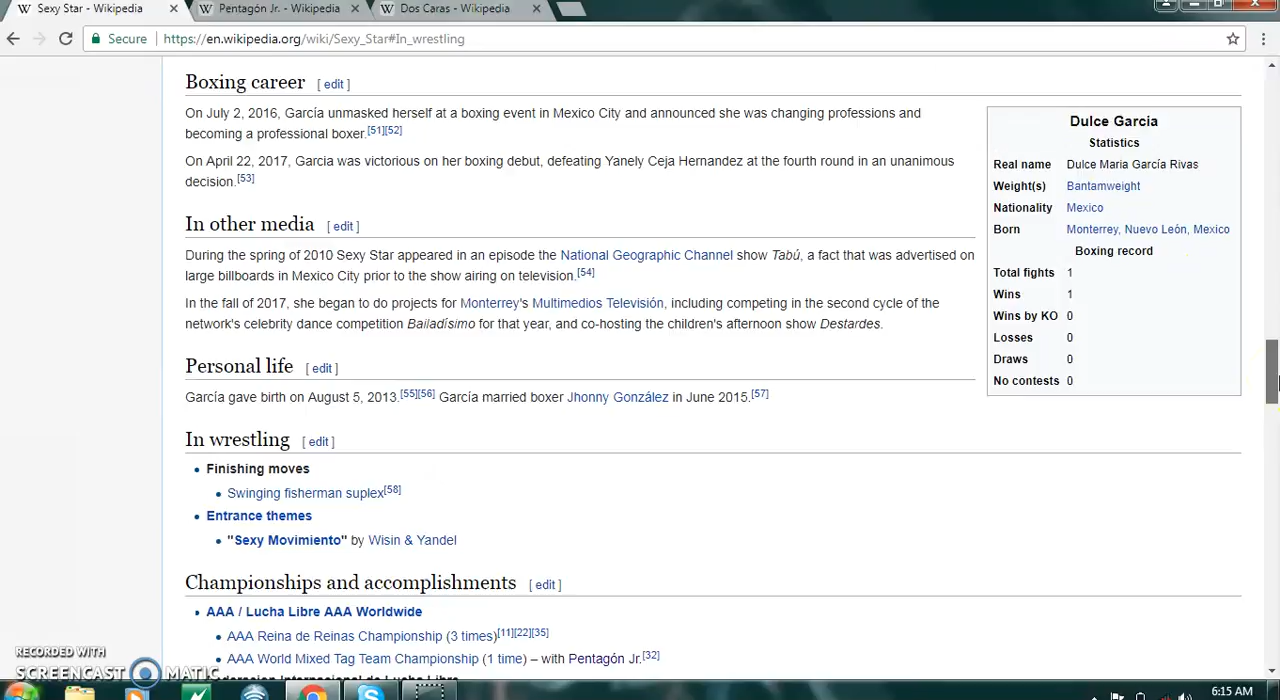 Sexy Star - Wikipedia
Pentagón Jr. - Wikipedia
Dos Caras - Wikipedia
Secure
https://en.wikipedia.org/wiki/Sexy_Star#In_wrestling
Boxing career [ edit ]
On July 2, 2016, García unmasked herself at a boxing event in Mexico City and announced she was changing professions and
becoming a professional boxer.[51][52]
On April 22, 2017, Garcia was victorious on her boxing debut, defeating Yanely Ceja Hernandez at the fourth round in an unanimous
decision.[53]
In other media [ edit ]
During the spring of 2010 Sexy Star appeared in an episode the National Geographic Channel show Tabú, a fact that was advertised on
large billboards in Mexico City prior to the show airing on television.[54]
In the fall of 2017, she began to do projects for Monterrey's Multimedios Televisión, including competing in the second cycle of the
network's celebrity dance competition Bailadísimo for that year, and co-hosting the children's afternoon show Destardes.
Personal life [ edit ]
García gave birth on August 5, 2013.[55][56] García married boxer Jhonny González in June 2015.[57]
In wrestling [ edit ]
Finishing moves
Swinging fisherman suplex[58]
Entrance themes
"Sexy Movimiento" by Wisin & Yandel
Championships and accomplishments [ edit ]
AAA / Lucha Libre AAA Worldwide
AAA Reina de Reinas Championship (3 times)[11][22][35]
AAA World Mixed Tag Team Championship (1 time) – with Pentagón Jr.[32]
Dulce Garcia
Statistics
Real name Dulce Maria García Rivas
Weight(s) Bantamweight
Nationality Mexico
Born Monterrey, Nuevo León, Mexico
Boxing record
Total fights 1
Wins 1
Wins by KO 0
Losses 0
Draws 0
No contests 0
RECORDED WITH
SCREENCAST MATIC
6:15 AM